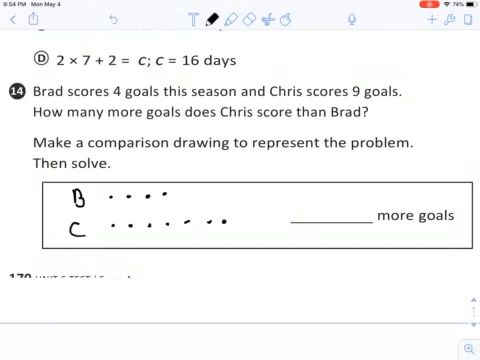 9:54 PM Mon May 4
74%
D 2 × 7 + 2 = c; c = 16 days
14 Brad scores 4 goals this season and Chris scores 9 goals.
How many more goals does Chris score than Brad?
Make a comparison drawing to represent the problem.
Then solve.
B
C
_________ more goals